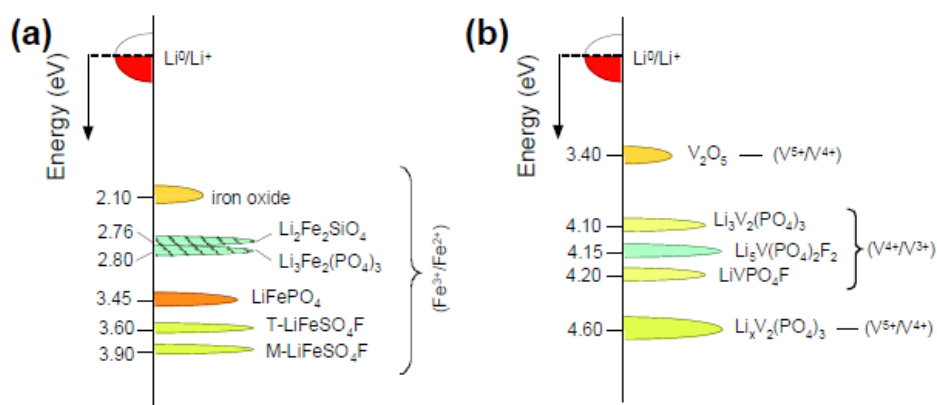 (a)
Li⁰/Li⁺
Energy (eV)
2.10
iron oxide
2.76
Li₂Fe₂SiO₄
2.80
Li₃Fe₂(PO₄)₃
3.45
LiFePO₄
3.60
T-LiFeSO₄F
3.90
M-LiFeSO₄F
(Fe³⁺/Fe²⁺)
(b)
Li⁰/Li⁺
Energy (eV)
3.40
V₂O₅ — (V⁵⁺/V⁴⁺)
4.10
Li₃V₂(PO₄)₃
4.15
Li₅V(PO₄)₂F₂
4.20
LiVPO₄F
(V⁴⁺/V³⁺)
4.60
LiₓV₂(PO₄)₃ — (V⁵⁺/V⁴⁺)